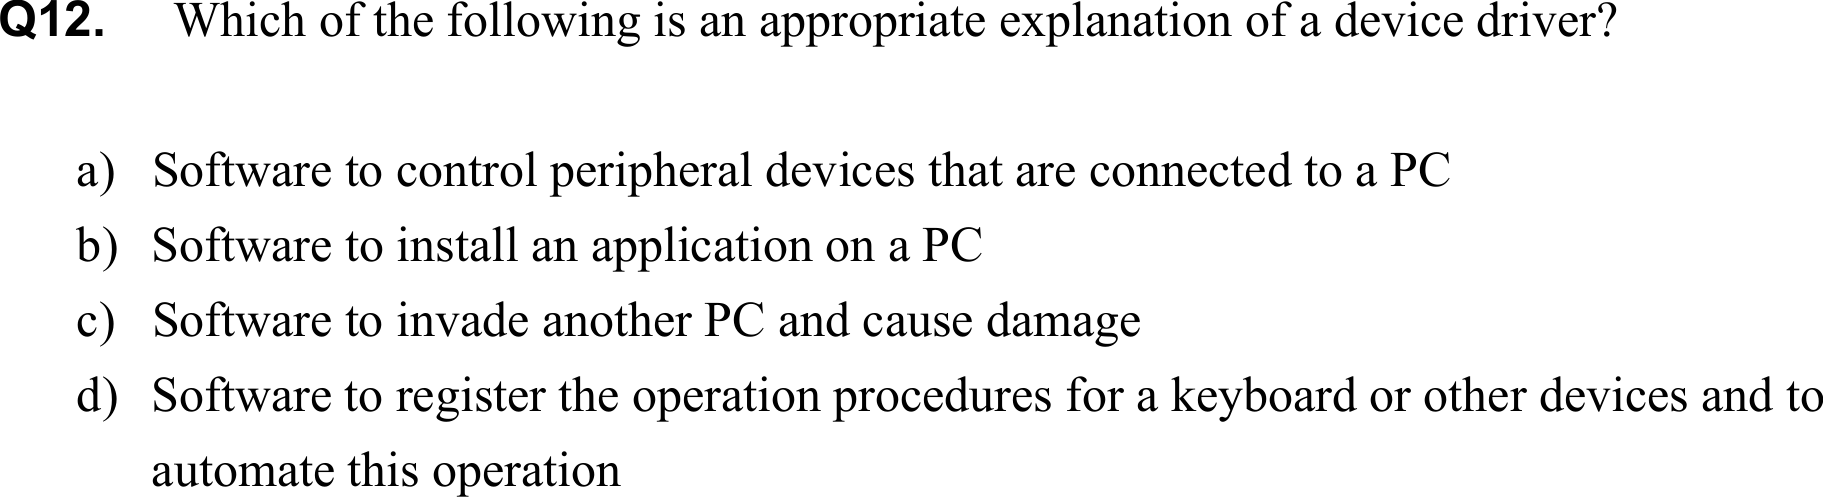 Q12. Which of the following is an appropriate explanation of a device driver?
a) Software to control peripheral devices that are connected to a PC
b) Software to install an application on a PC
c) Software to invade another PC and cause damage
d) Software to register the operation procedures for a keyboard or other devices and to
automate this operation